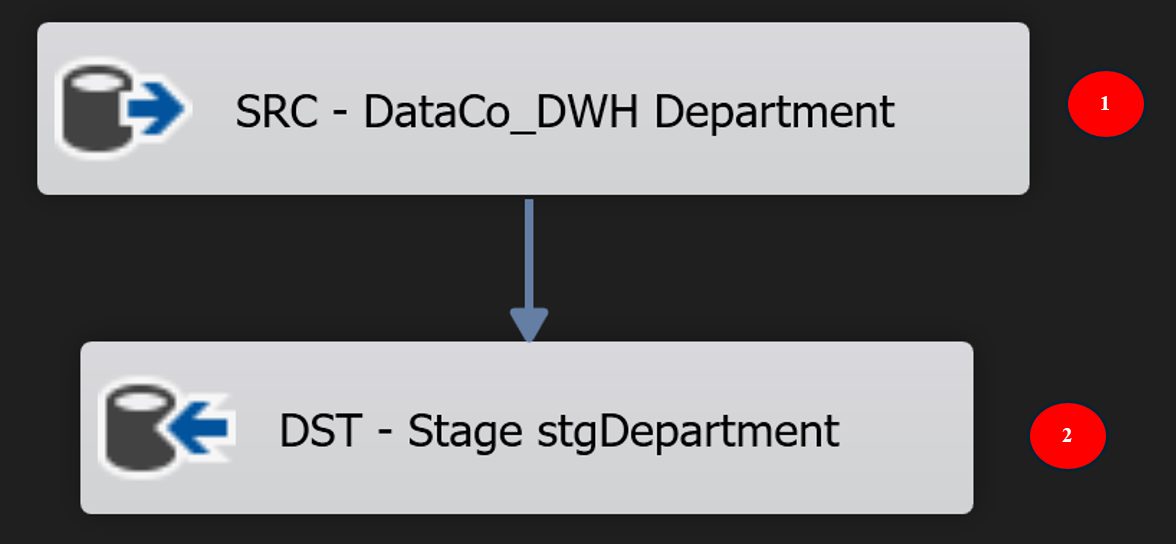 SRC - DataCo_DWH Department
1
DST - Stage stgDepartment
2